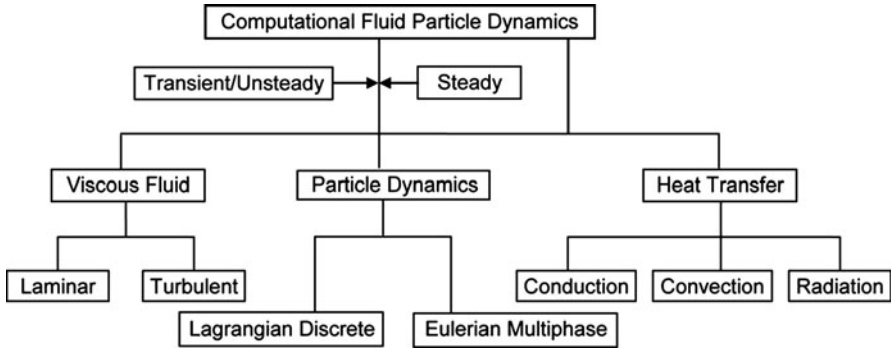 Computational Fluid Particle Dynamics
Transient/Unsteady
Steady
Viscous Fluid
Particle Dynamics
Heat Transfer
Laminar
Turbulent
Conduction
Convection
Radiation
Lagrangian Discrete
Eulerian Multiphase